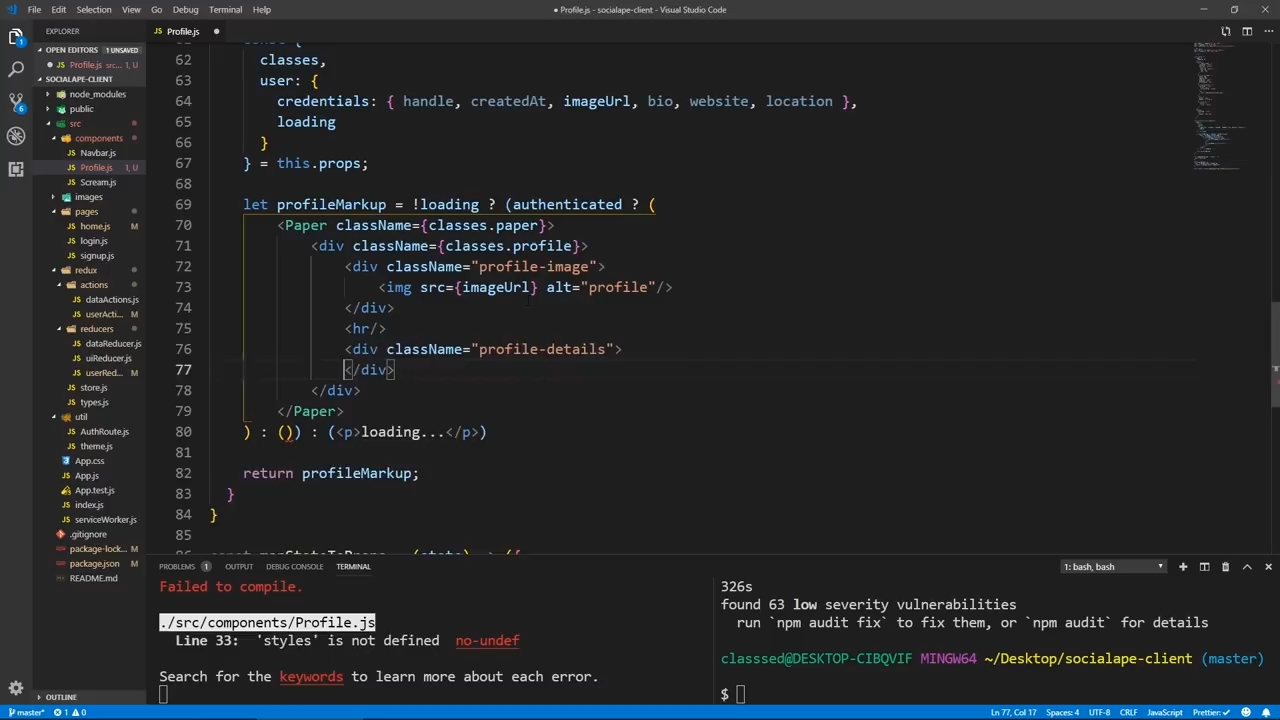 File Edit Selection View Go Debug Terminal Help
● Profile.js - socialape-client - Visual Studio Code
EXPLORER
OPEN EDITORS 1 UNSAVED
Profile.js src... 1, U
SOCIALAPE-CLIENT
node_modules
public
src
components
Navbar.js
Profile.js 1, U
Scream.js
images
pages
home.js M
login.js
signup.js
redux
actions
dataActions.js
userActi... M
reducers
dataReducer.js
uiReducer.js
userRed... M
store.js
types.js
util
AuthRoute.js
theme.js
App.css
App.js
App.test.js
index.js
serviceWorker.js
.gitignore
package-lock... M
package.json M
README.md
OUTLINE
Profile.js ●
62 classes,
63 user: {
64 credentials: { handle, createdAt, imageUrl, bio, website, location },
65 loading
66 }
67 } = this.props;
68
69 let profileMarkup = !loading ? (authenticated ? (
70 <Paper className={classes.paper}>
71 <div className={classes.profile}>
72 <div className="profile-image">
73 <img src={imageUrl} alt="profile"/>
74 </div>
75 <hr/>
76 <div className="profile-details">
77 </div>
78 </div>
79 </Paper>
80 ) : ()) : (<p>loading...</p>)
81
82 return profileMarkup;
83 }
84 }
85
86 const mapStateToProps = (state) => ({
PROBLEMS 1 OUTPUT DEBUG CONSOLE TERMINAL 1: bash, bash
Failed to compile.
./src/components/Profile.js
Line 33: 'styles' is not defined no-undef
Search for the keywords to learn more about each error.
326s
found 63 low severity vulnerabilities
run `npm audit fix` to fix them, or `npm audit` for details
classsed@DESKTOP-CIBQVIF MINGW64 ~/Desktop/socialape-client (master)
$
master* 1 0 Ln 77, Col 17 Spaces: 4 UTF-8 CRLF JavaScript Prettier: ✓